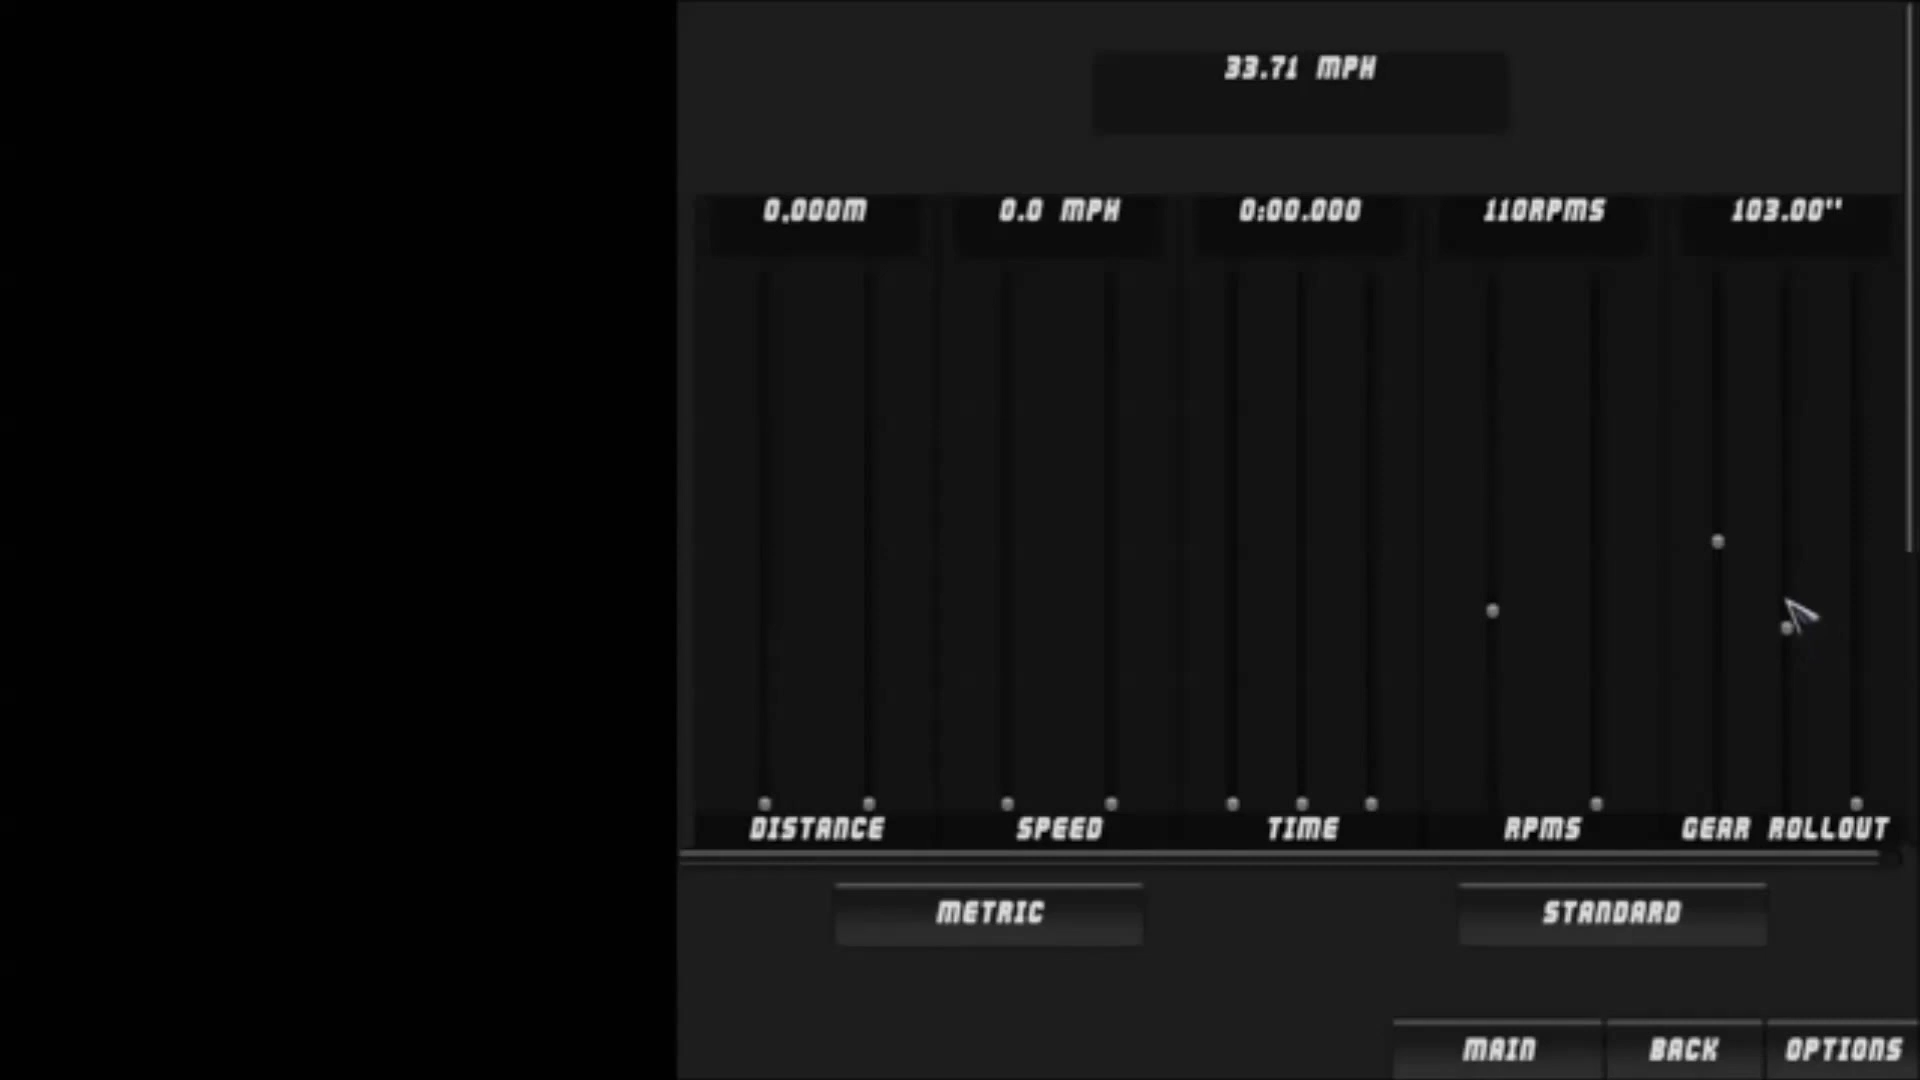 33.71 MPH
0.000M 0.0 MPH 0:00.000 110RPMS 103.00"
DISTANCE SPEED TIME RPMS GEAR ROLLOUT
METRIC STANDARD
MAIN BACK OPTIONS